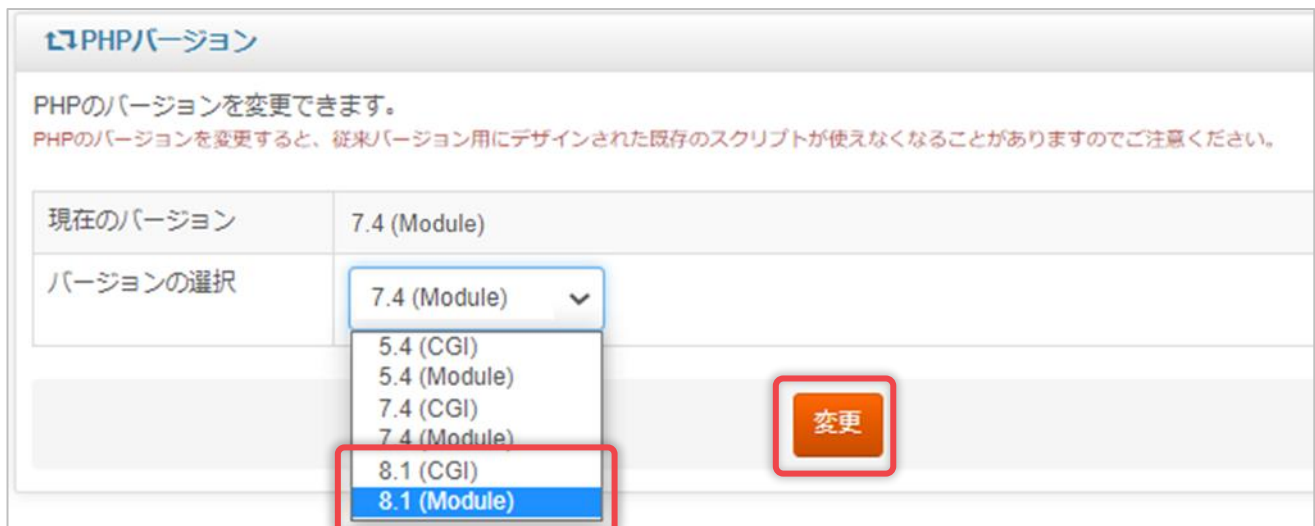 PHPバージョン
PHPのバージョンを変更できます。
PHPのバージョンを変更すると、従来バージョン用にデザインされた既存のスクリプトが使えなくなることがありますのでご注意ください。
現在のバージョン 7.4 (Module)
バージョンの選択 7.4 (Module)
5.4 (CGI)
5.4 (Module)
7.4 (CGI)
7.4 (Module)
変更
8.1 (CGI)
8.1 (Module)